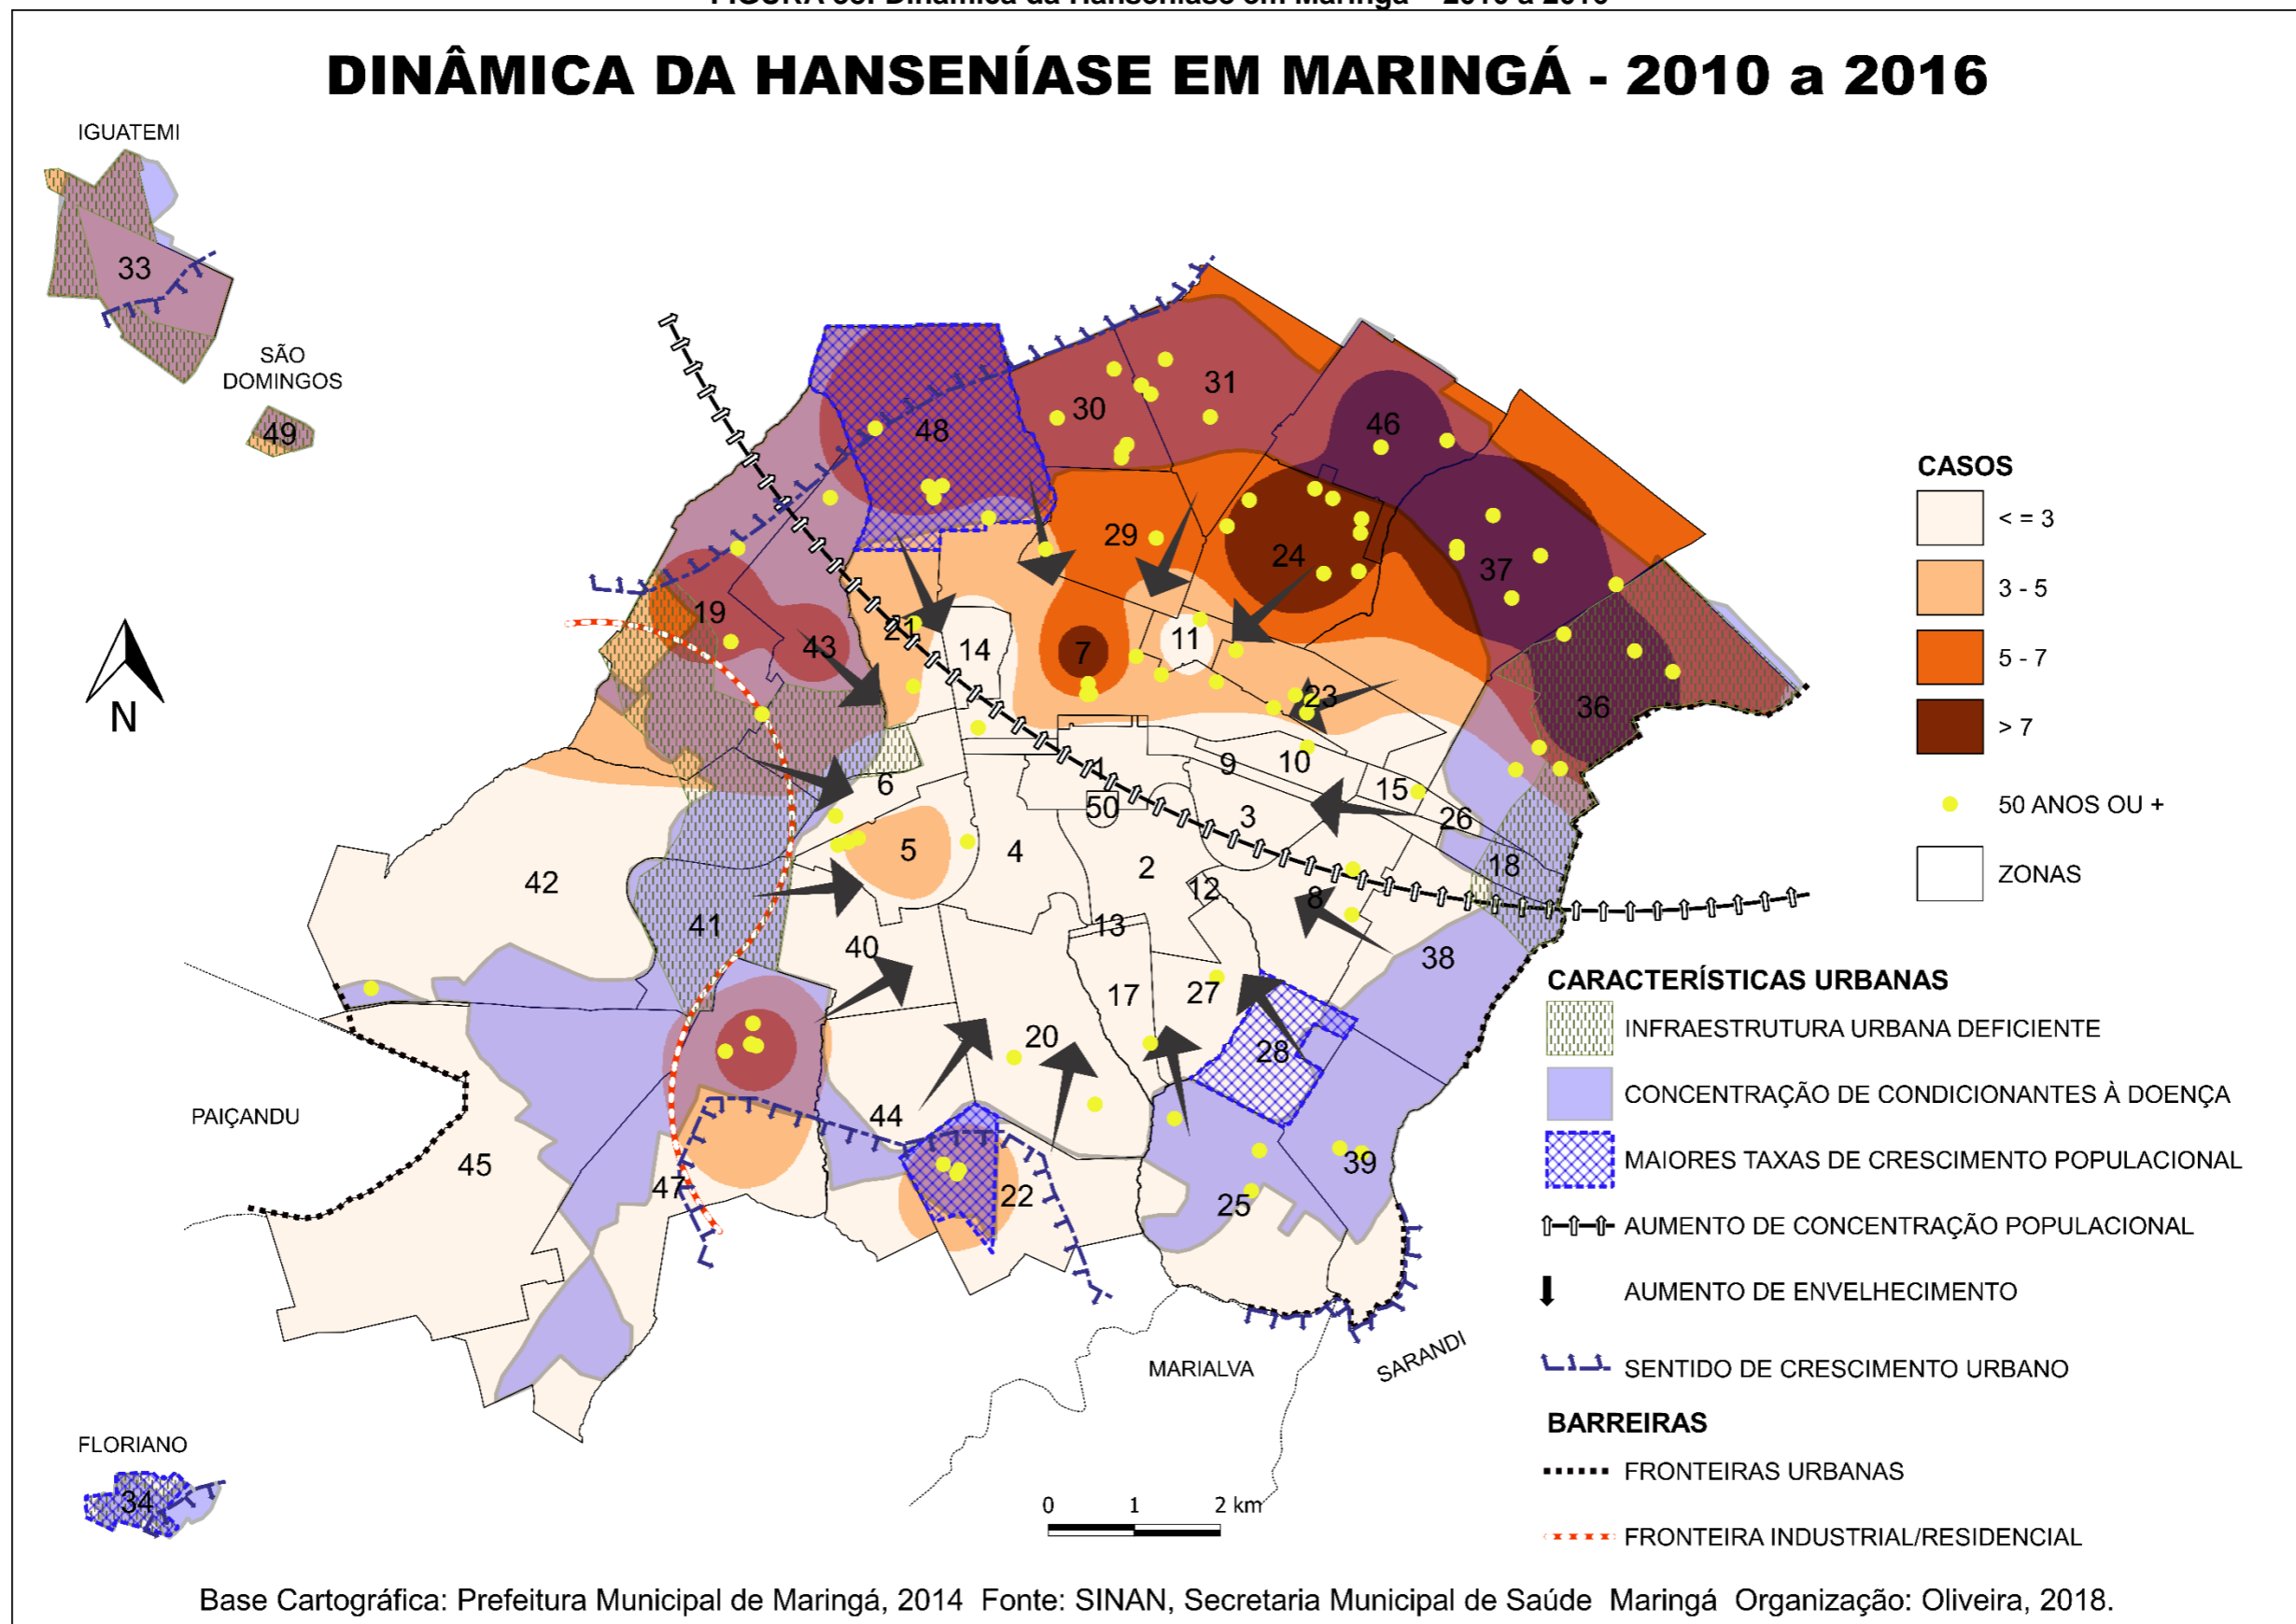 DINÂMICA DA HANSENÍASE EM MARINGÁ - 2010 a 2016
IGUATEMI
33
SÃO
DOMINGOS
49
N
48
30
31
46
29
24
37
19
43
21
14
7
11
36
23
6
1
9
10
15
50
3
26
5
4
2
18
42
12
8
41
13
40
38
17
27
20
28
44
PAIÇANDU
45
47
22
25
39
MARIALVA
SARANDI
FLORIANO
34
0 1 2 km
CASOS
< = 3
3 - 5
5 - 7
> 7
50 ANOS OU +
ZONAS
CARACTERÍSTICAS URBANAS
INFRAESTRUTURA URBANA DEFICIENTE
CONCENTRAÇÃO DE CONDICIONANTES À DOENÇA
MAIORES TAXAS DE CRESCIMENTO POPULACIONAL
AUMENTO DE CONCENTRAÇÃO POPULACIONAL
AUMENTO DE ENVELHECIMENTO
SENTIDO DE CRESCIMENTO URBANO
BARREIRAS
FRONTEIRAS URBANAS
FRONTEIRA INDUSTRIAL/RESIDENCIAL
Base Cartográfica: Prefeitura Municipal de Maringá, 2014 Fonte: SINAN, Secretaria Municipal de Saúde Maringá Organização: Oliveira, 2018.